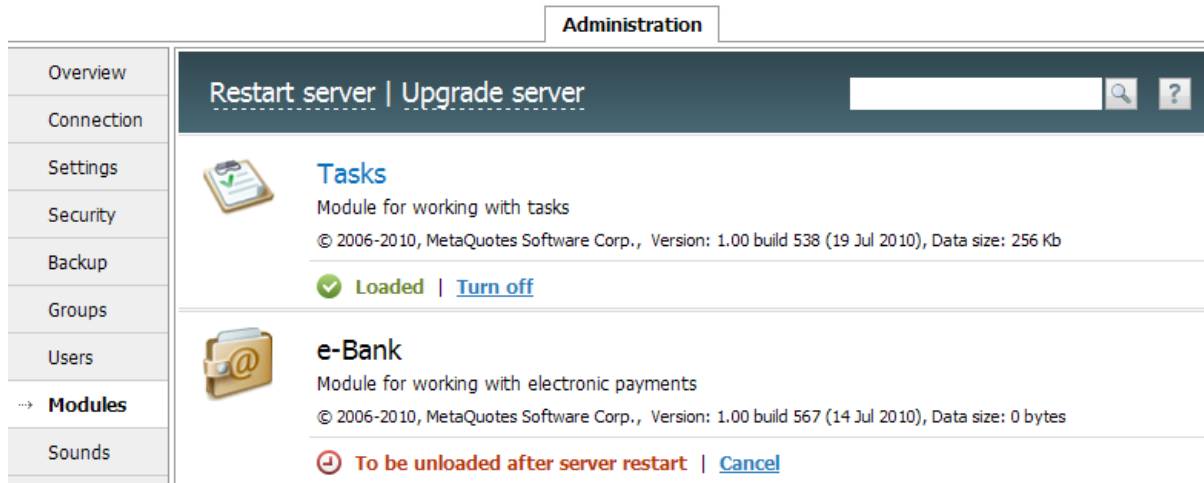 Administration
Overview
Connection
Settings
Security
Backup
Groups
Users
Modules
Sounds
Restart server | Upgrade server
?
Tasks
Module for working with tasks
© 2006-2010, MetaQuotes Software Corp., Version: 1.00 build 538 (19 Jul 2010), Data size: 256 Kb
Loaded | Turn off
e-Bank
Module for working with electronic payments
© 2006-2010, MetaQuotes Software Corp., Version: 1.00 build 567 (14 Jul 2010), Data size: 0 bytes
To be unloaded after server restart | Cancel